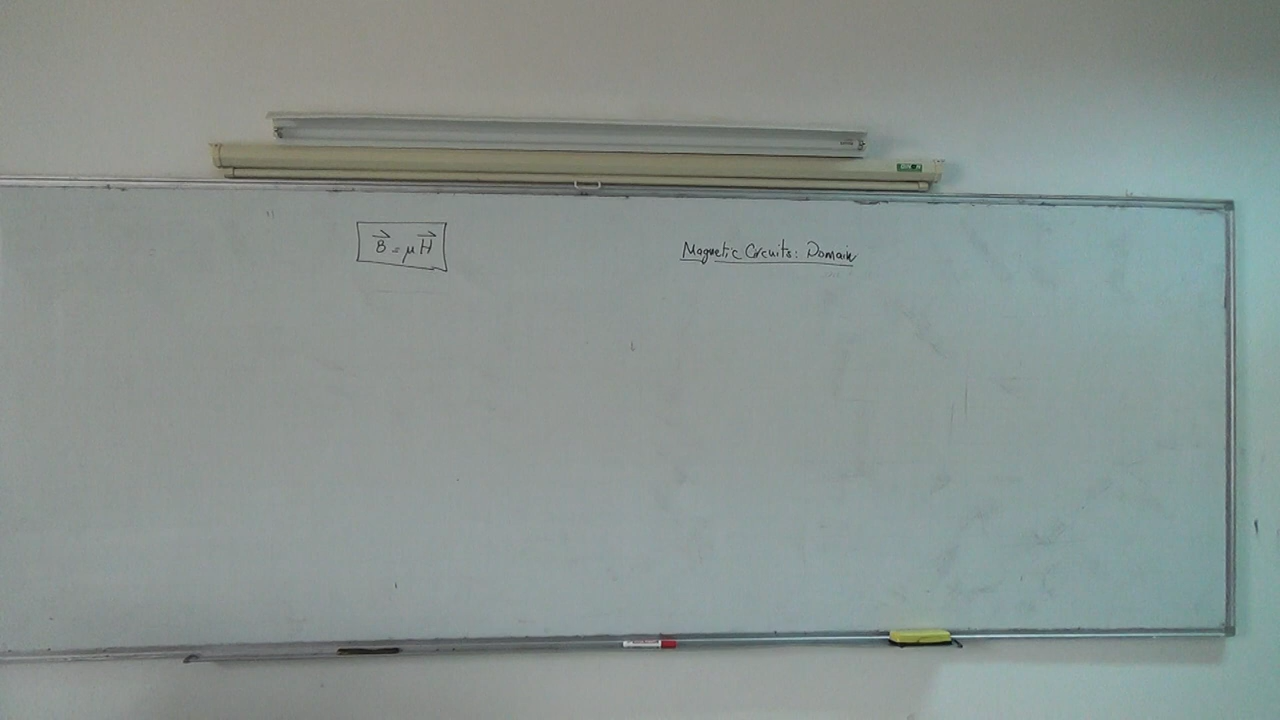 B⃗ = μH⃗
Magnetic Circuits: Domain